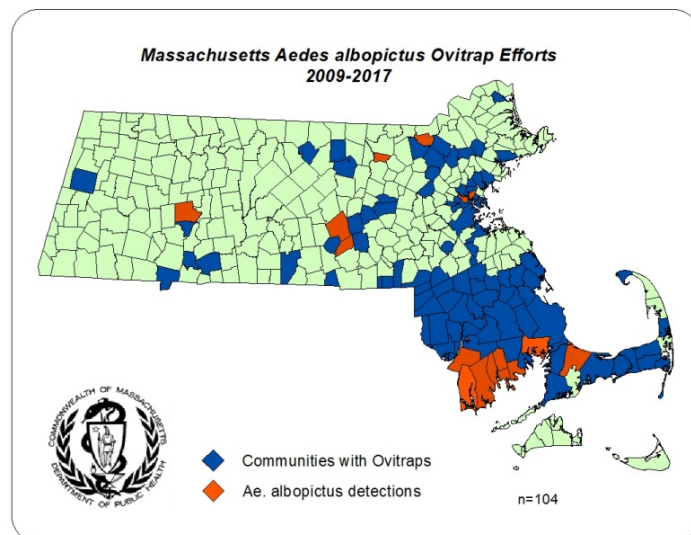 Massachusetts Aedes albopictus Ovitrap Efforts
2009-2017
COMMONWEALTH OF MASSACHUSETTS
DEPARTMENT OF PUBLIC HEALTH
Communities with Ovitraps
Ae. albopictus detections
n=104